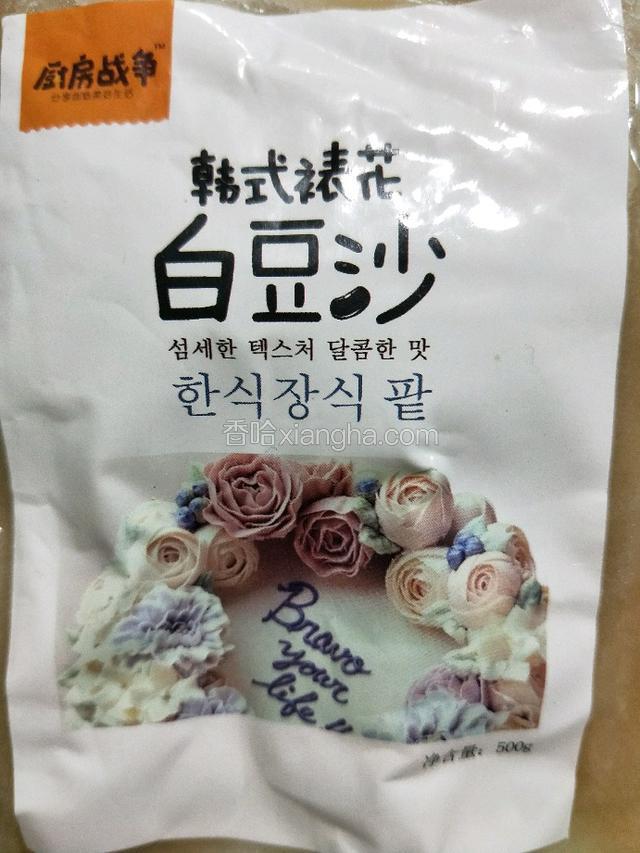 厨房战争™
韩式裱花
白豆沙
섬세한 텍스처 달콤한 맛
한식장식 팥
香哈xiangha.com
Bravo
your
life
净含量：500g